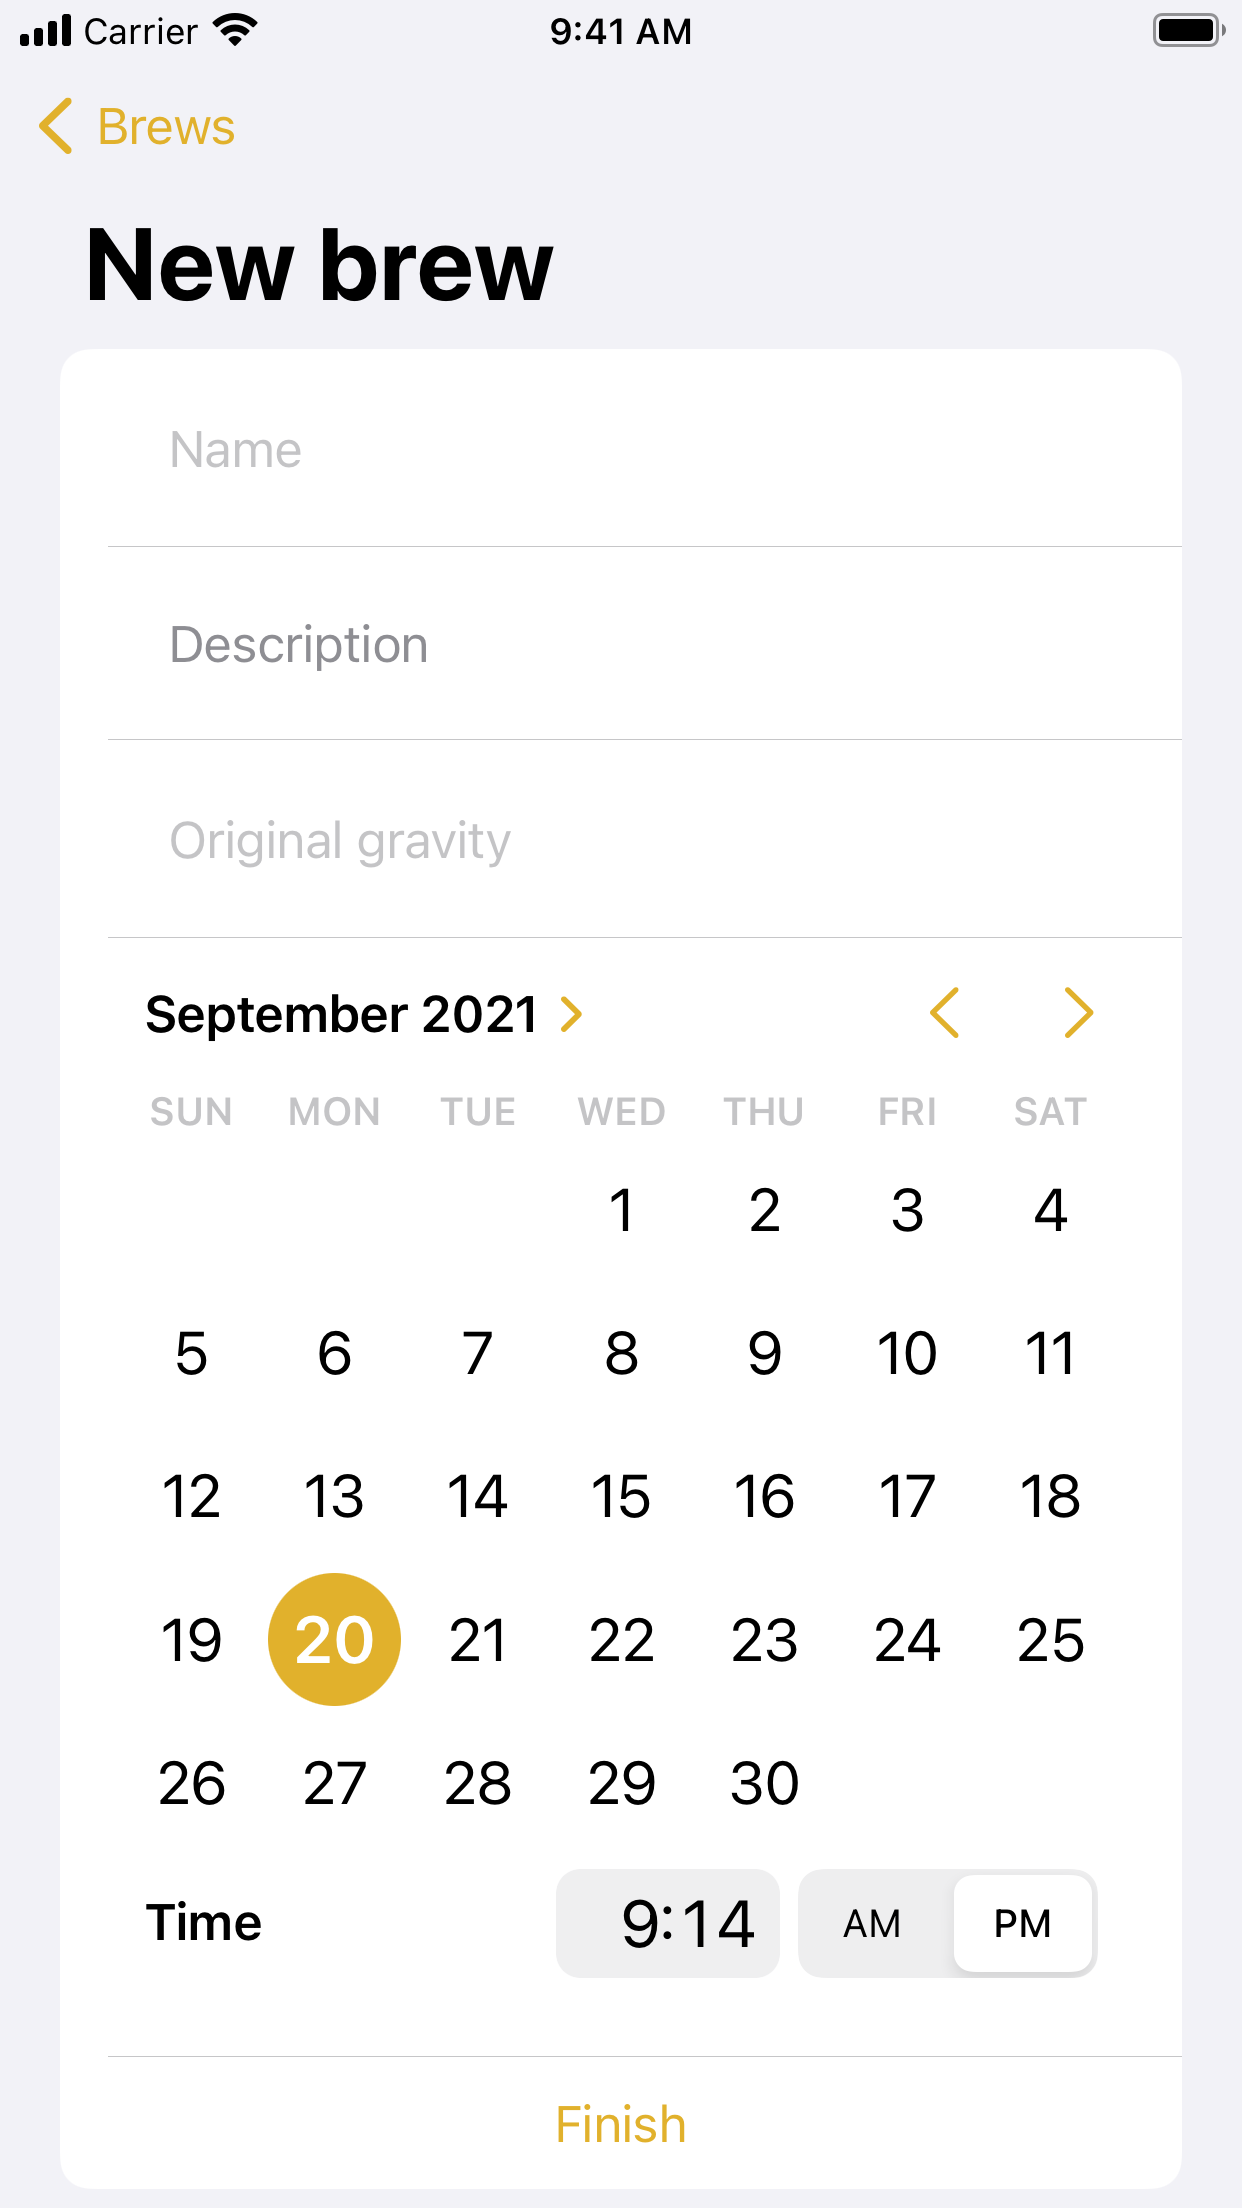 Carrier 9:41 AM
Brews
New brew
Name
Description
Original gravity
September 2021
SUN MON TUE WED THU FRI SAT
1 2 3 4
5 6 7 8 9 10 11
12 13 14 15 16 17 18
19 20 21 22 23 24 25
26 27 28 29 30
Time 9:14 AM PM
Finish